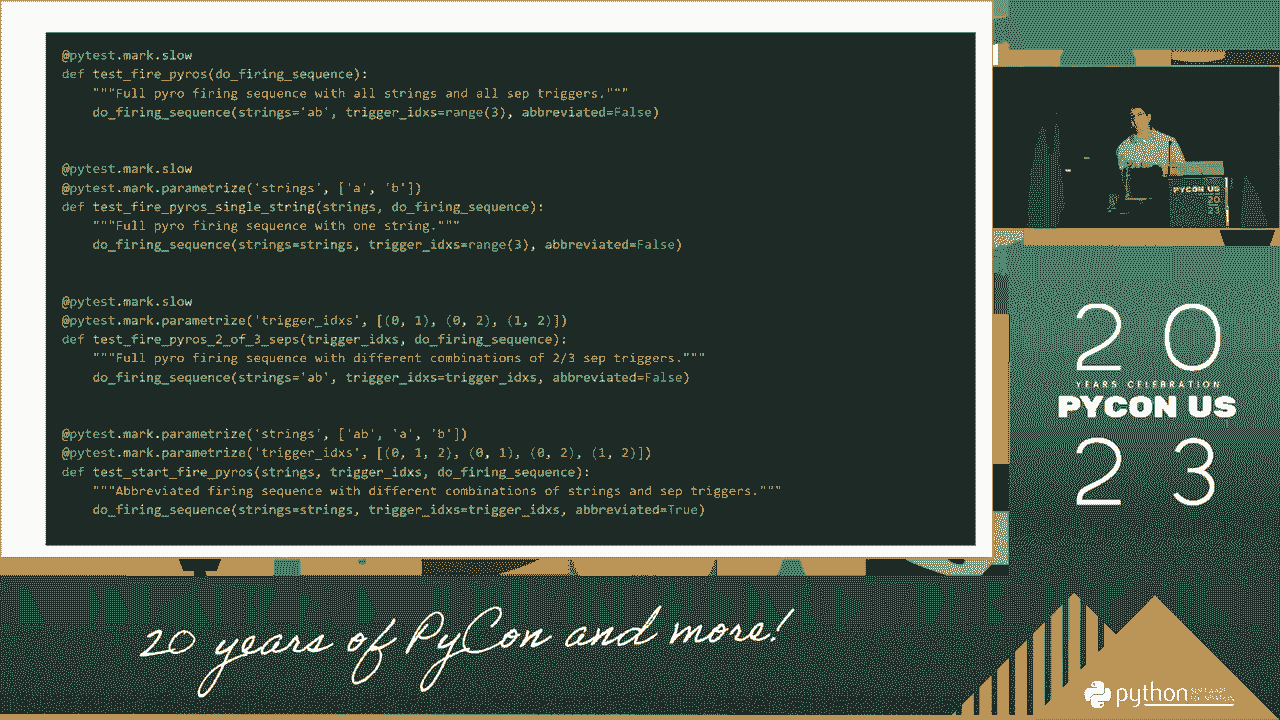 @pytest.mark.slow
def test_fire_pyros(do_firing_sequence):
    """Full pyro firing sequence with all strings and all sep triggers."""
    do_firing_sequence(strings='ab', trigger_idxs=range(3), abbreviated=False)
@pytest.mark.slow
@pytest.mark.parametrize('strings', ['a', 'b'])
def test_fire_pyros_single_string(strings, do_firing_sequence):
    """Full pyro firing sequence with one string."""
    do_firing_sequence(strings=strings, trigger_idxs=range(3), abbreviated=False)
@pytest.mark.slow
@pytest.mark.parametrize('trigger_idxs', [(0, 1), (0, 2), (1, 2)])
def test_fire_pyros_2_of_3_seps(trigger_idxs, do_firing_sequence):
    """Full pyro firing sequence with different combinations of 2/3 sep triggers."""
    do_firing_sequence(strings='ab', trigger_idxs=trigger_idxs, abbreviated=False)
@pytest.mark.parametrize('strings', ['ab', 'a', 'b'])
@pytest.mark.parametrize('trigger_idxs', [(0, 1, 2), (0, 1), (0, 2), (1, 2)])
def test_start_fire_pyros(strings, trigger_idxs, do_firing_sequence):
    """Abbreviated firing sequence with different combinations of strings and sep triggers."""
    do_firing_sequence(strings=strings, trigger_idxs=trigger_idxs, abbreviated=True)
PYCON US
20
23
20
YEARS CELEBRATION
PYCON US
23
20 years of PyCon and more!
python